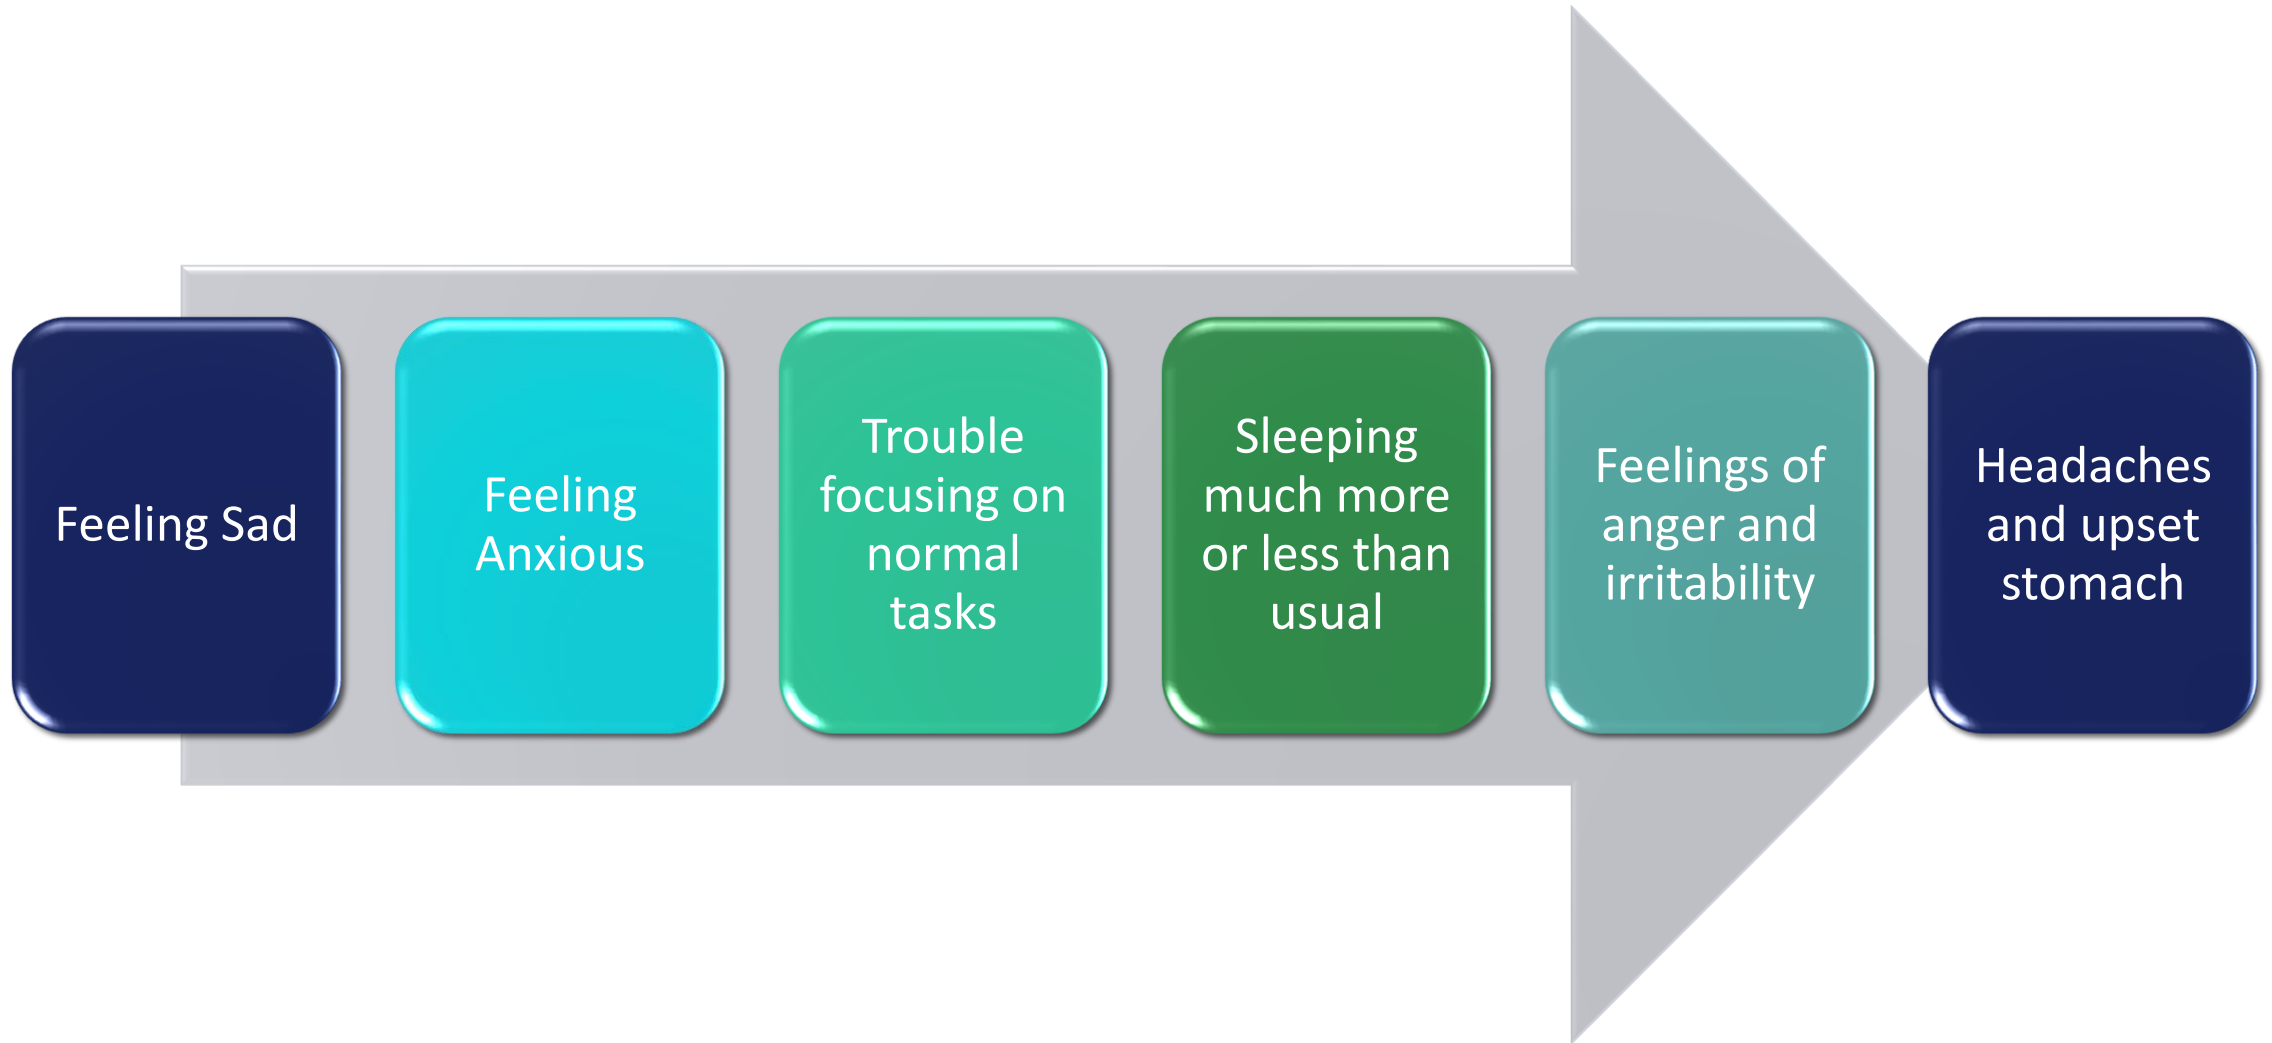 Feeling Sad
Feeling
Anxious
Trouble
focusing on
normal
tasks
Sleeping
much more
or less than
usual
Feelings of
anger and
irritability
Headaches
and upset
stomach